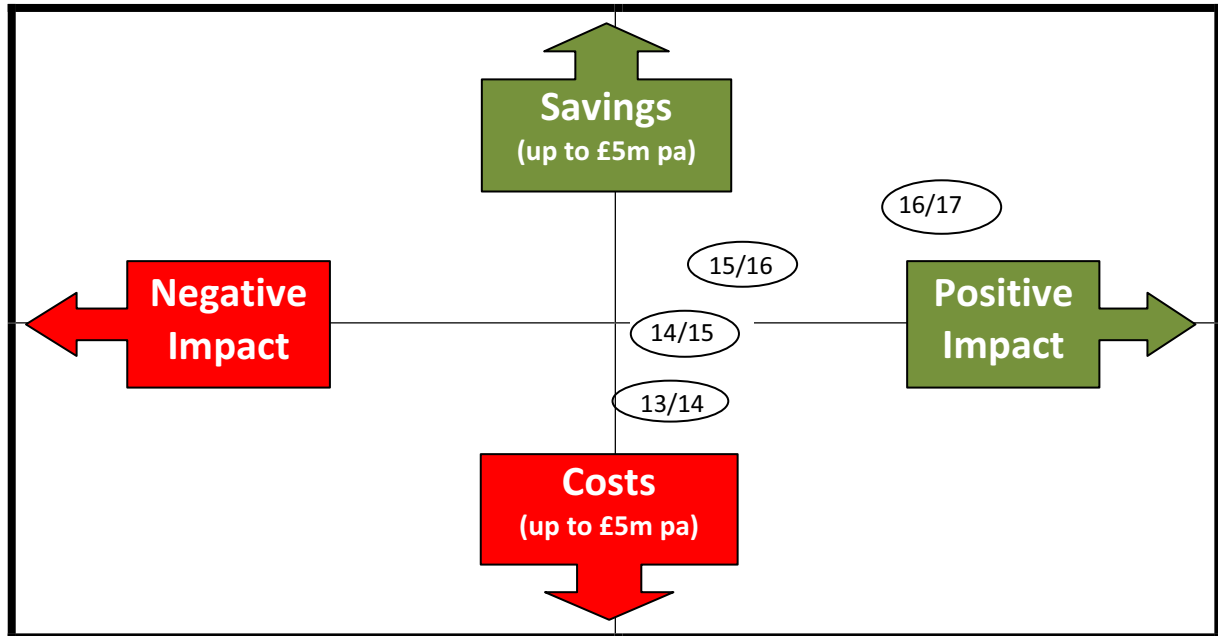 Savings
(up to £5m pa)
16/17
15/16
Negative
Impact
Positive
Impact
14/15
13/14
Costs
(up to £5m pa)